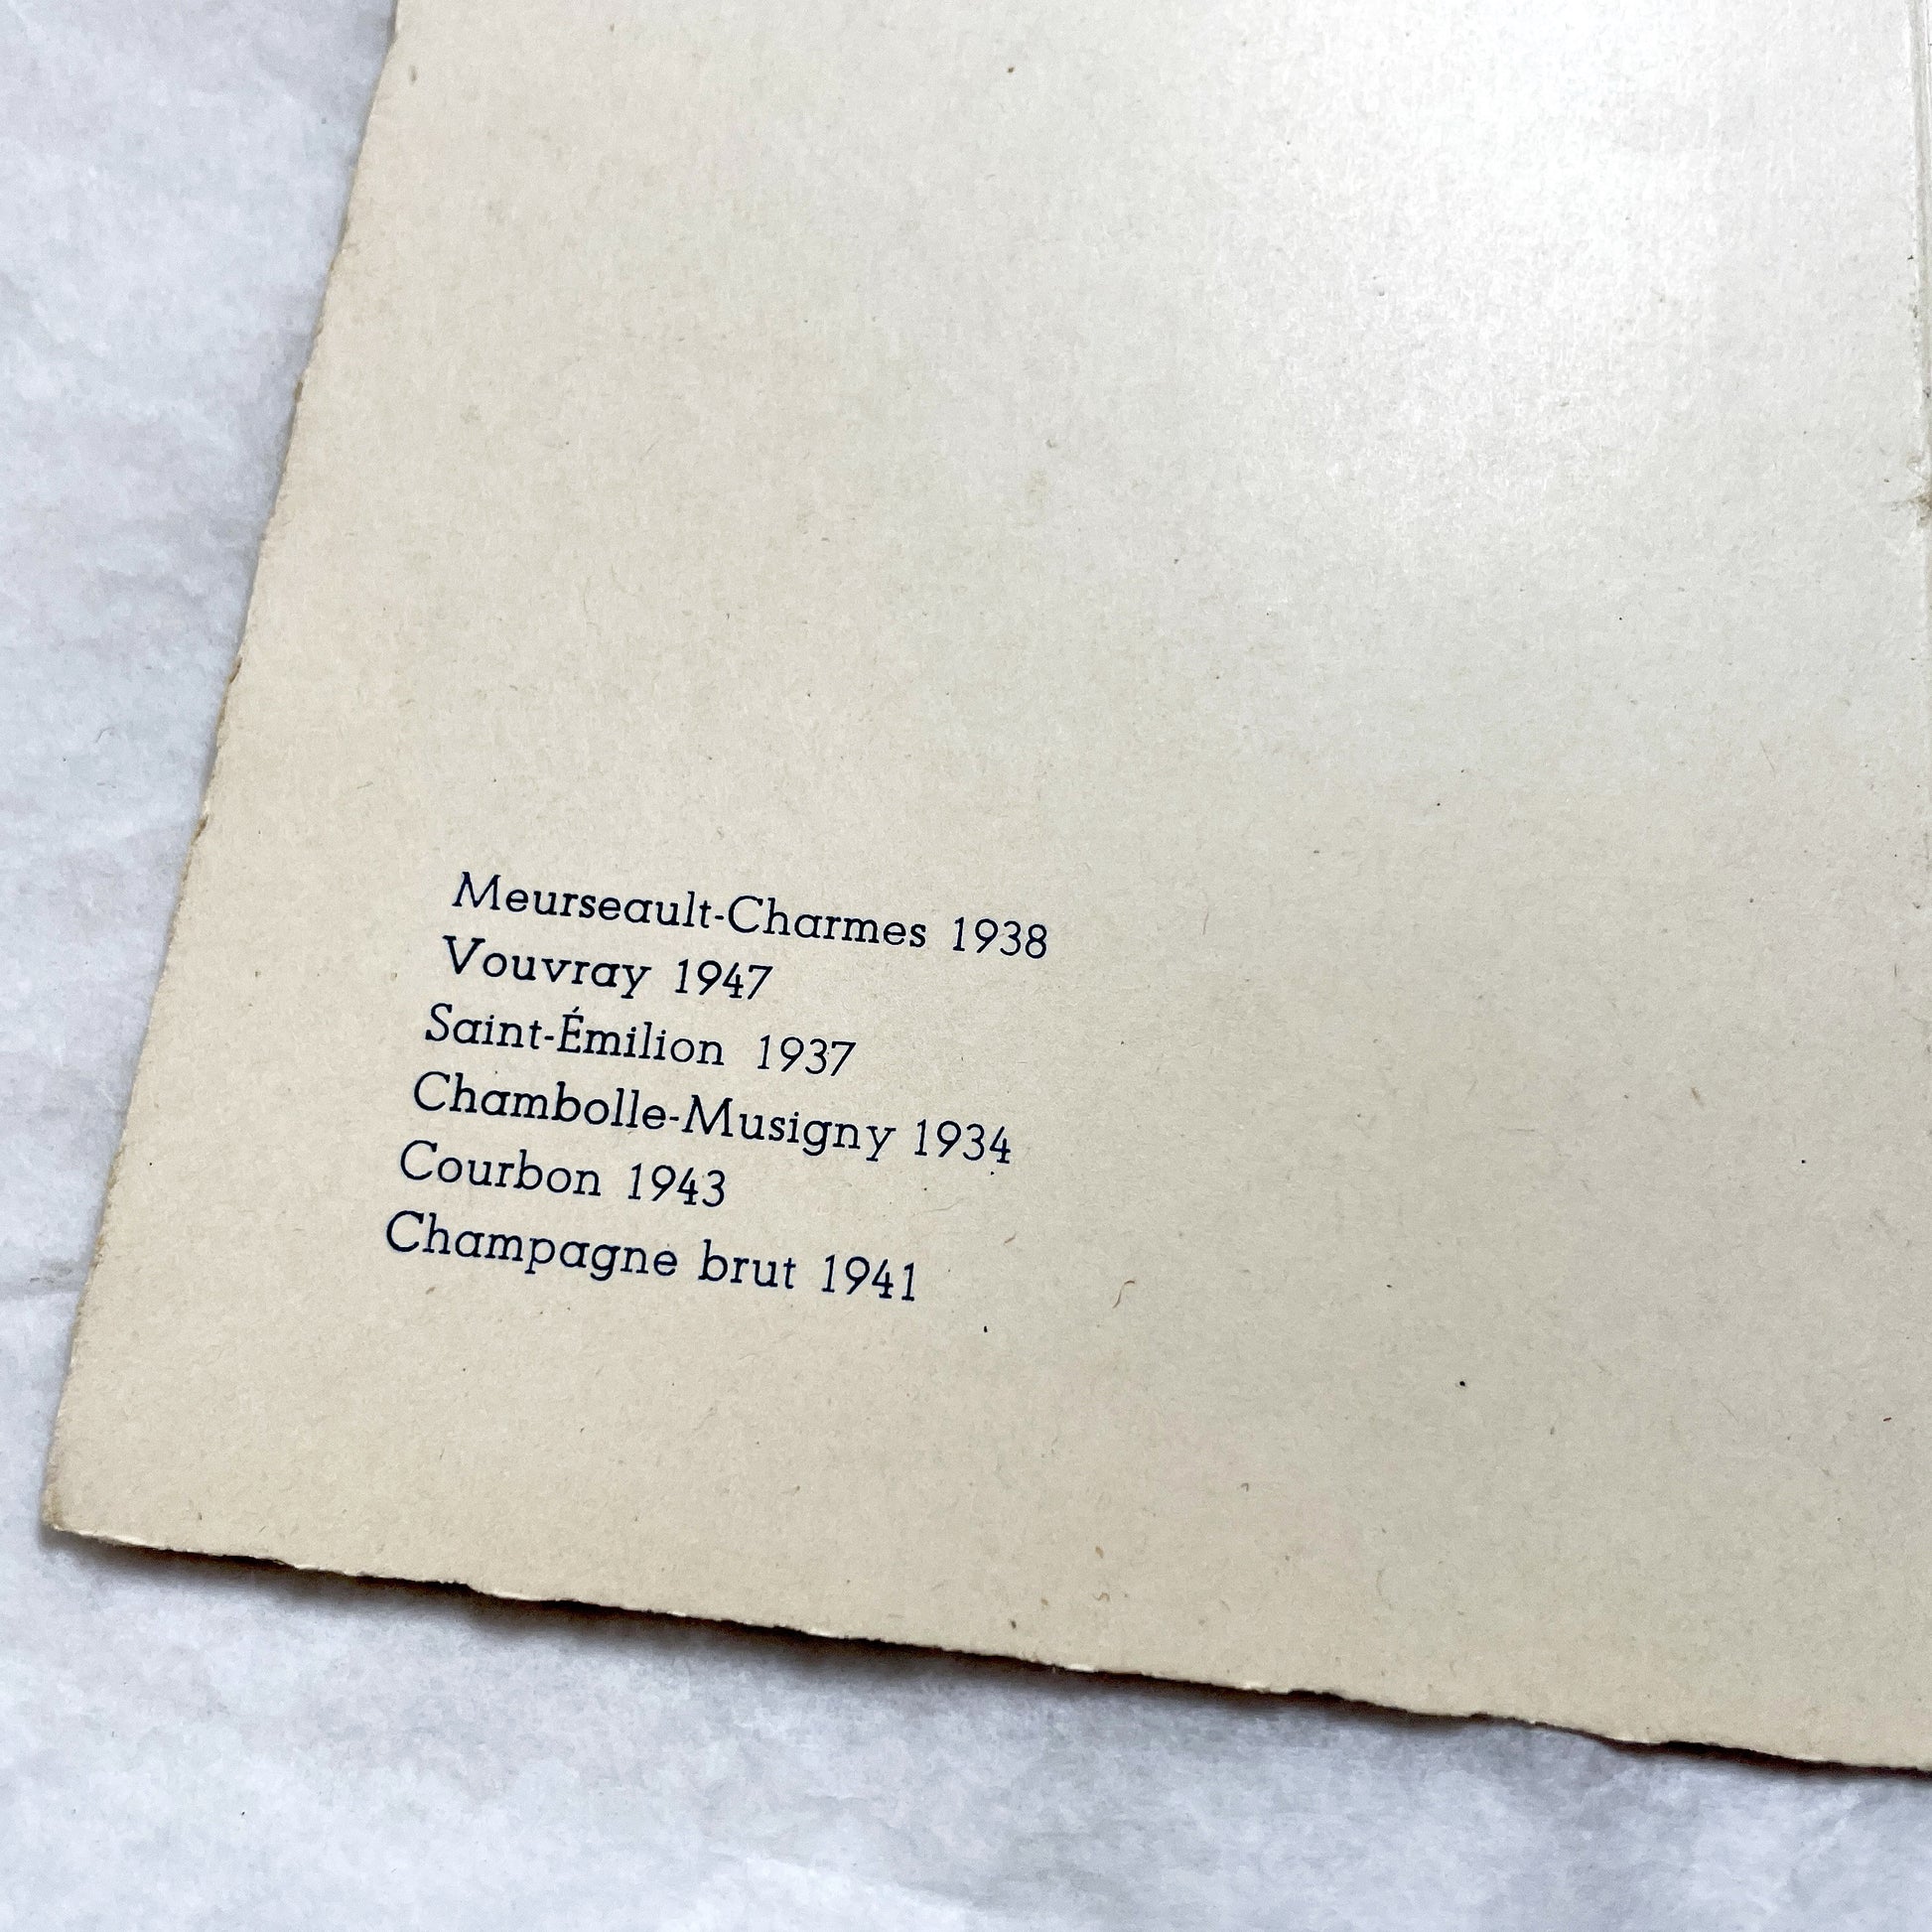 Meurseault-Charmes 1938
Vouvray 1947
Saint-Émilion 1937
Chambolle-Musigny 1934
Courbon 1943
Champagne brut 1941